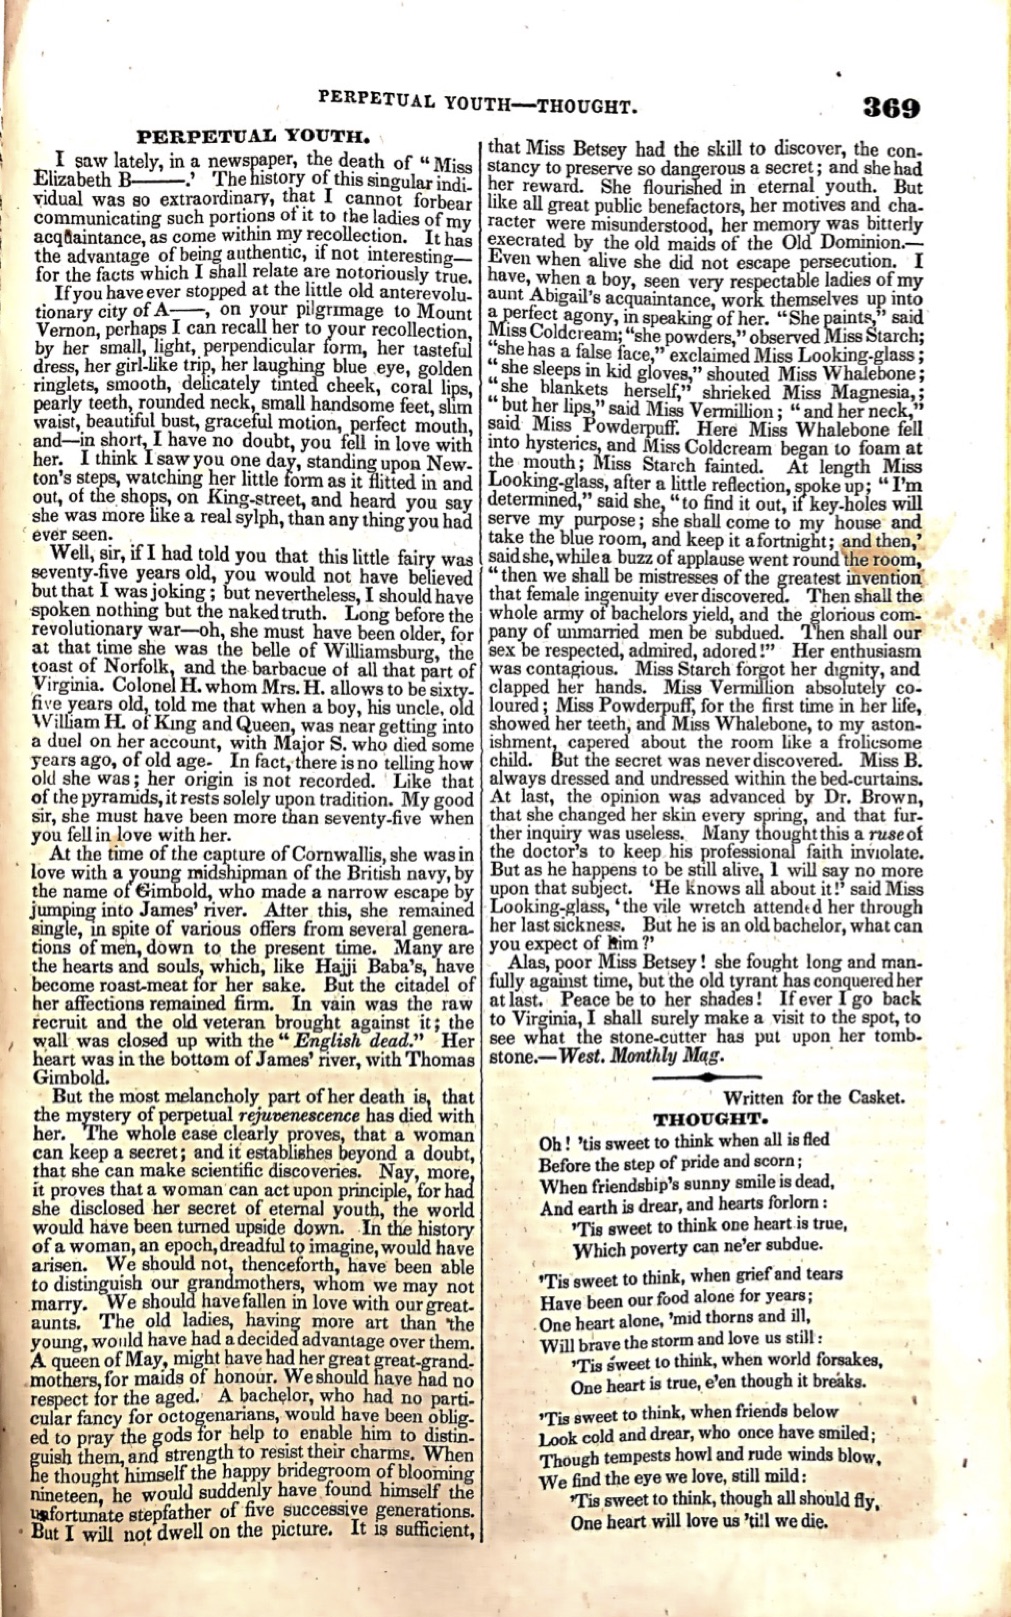 PERPETUAL YOUTH—THOUGHT.
369
PERPETUAL YOUTH.
I saw lately, in a newspaper, the death of "Miss
Elizabeth B——.' The history of this singular indi-
vidual was so extraordinary, that I cannot forbear
communicating such portions of it to the ladies of my
acquaintance, as come within my recollection. It has
the advantage of being authentic, if not interesting—
for the facts which I shall relate are notoriously true.
If you have ever stopped at the little old anterevolu-
tionary city of A——, on your pilgrimage to Mount
Vernon, perhaps I can recall her to your recollection,
by her small, light, perpendicular form, her tasteful
dress, her girl-like trip, her laughing blue eye, golden
ringlets, smooth, delicately tinted cheek, coral lips,
pearly teeth, rounded neck, small handsome feet, slim
waist, beautiful bust, graceful motion, perfect mouth,
and—in short, I have no doubt, you fell in love with
her. I think I saw you one day, standing upon New-
ton's steps, watching her little form as it flitted in and
out, of the shops, on King-street, and heard you say
she was more like a real sylph, than any thing you had
ever seen.
Well, sir, if I had told you that this little fairy was
seventy-five years old, you would not have believed
but that I was joking; but nevertheless, I should have
spoken nothing but the naked truth. Long before the
revolutionary war—oh, she must have been older, for
at that time she was the belle of Williamsburg, the
toast of Norfolk, and the barbacue of all that part of
Virginia. Colonel H. whom Mrs. H. allows to be sixty-
five years old, told me that when a boy, his uncle, old
William H. of King and Queen, was near getting into
a duel on her account, with Major S. who died some
years ago, of old age. In fact, there is no telling how
old she was; her origin is not recorded. Like that
of the pyramids, it rests solely upon tradition. My good
sir, she must have been more than seventy-five when
you fell in love with her.
At the time of the capture of Cornwallis, she was in
love with a young midshipman of the British navy, by
the name of Gimbold, who made a narrow escape by
jumping into James' river. After this, she remained
single, in spite of various offers from several genera-
tions of men, down to the present time. Many are
the hearts and souls, which, like Hajji Baba's, have
become roast-meat for her sake. But the citadel of
her affections remained firm. In vain was the raw
recruit and the old veteran brought against it; the
wall was closed up with the "English dead." Her
heart was in the bottom of James' river, with Thomas
Gimbold.
But the most melancholy part of her death is, that
the mystery of perpetual rejuvenescence has died with
her. The whole case clearly proves, that a woman
can keep a secret; and it establishes beyond a doubt,
that she can make scientific discoveries. Nay, more,
it proves that a woman can act upon principle, for had
she disclosed her secret of eternal youth, the world
would have been turned upside down. In the history
of a woman, an epoch, dreadful to imagine, would have
arisen. We should not, thenceforth, have been able
to distinguish our grandmothers, whom we may not
marry. We should have fallen in love with our great-
aunts. The old ladies, having more art than the
young, would have had a decided advantage over them.
A queen of May, might have had her great great-grand-
mothers, for maids of honour. We should have had no
respect for the aged. A bachelor, who had no parti-
cular fancy for octogenarians, would have been oblig-
ed to pray the gods for help to enable him to distin-
guish them, and strength to resist their charms. When
he thought himself the happy bridegroom of blooming
nineteen, he would suddenly have found himself the
unfortunate stepfather of five successive generations.
But I will not dwell on the picture. It is sufficient,
that Miss Betsey had the skill to discover, the con-
stancy to preserve so dangerous a secret; and she had
her reward. She flourished in eternal youth. But
like all great public benefactors, her motives and cha-
racter were misunderstood, her memory was bitterly
execrated by the old maids of the Old Dominion.—
Even when alive she did not escape persecution. I
have, when a boy, seen very respectable ladies of my
aunt Abigail's acquaintance, work themselves up into
a perfect agony, in speaking of her. "She paints," said
Miss Coldcream; "she powders," observed Miss Starch;
"she has a false face," exclaimed Miss Looking-glass;
"she sleeps in kid gloves," shouted Miss Whalebone;
"she blankets herself," shrieked Miss Magnesia,;
"but her lips," said Miss Vermillion; "and her neck,"
said Miss Powderpuff. Here Miss Whalebone fell
into hysterics, and Miss Coldcream began to foam at
the mouth; Miss Starch fainted. At length Miss
Looking-glass, after a little reflection, spoke up; "I'm
determined," said she, "to find it out, if key-holes will
serve my purpose; she shall come to my house and
take the blue room, and keep it a fortnight; and then,'
said she, while a buzz of applause went round the room,
"then we shall be mistresses of the greatest invention
that female ingenuity ever discovered. Then shall the
whole army of bachelors yield, and the glorious com-
pany of unmarried men be subdued. Then shall our
sex be respected, admired, adored!" Her enthusiasm
was contagious. Miss Starch forgot her dignity, and
clapped her hands. Miss Vermillion absolutely co-
loured; Miss Powderpuff, for the first time in her life,
showed her teeth, and Miss Whalebone, to my aston-
ishment, capered about the room like a frolicsome
child. But the secret was never discovered. Miss B.
always dressed and undressed within the bed-curtains.
At last, the opinion was advanced by Dr. Brown,
that she changed her skin every spring, and that fur-
ther inquiry was useless. Many thought this a ruse of
the doctor's to keep his professional faith inviolate.
But as he happens to be still alive, I will say no more
upon that subject. 'He knows all about it!' said Miss
Looking-glass, 'the vile wretch attended her through
her last sickness. But he is an old bachelor, what can
you expect of him?'
Alas, poor Miss Betsey! she fought long and man-
fully against time, but the old tyrant has conquered her
at last. Peace be to her shades! If ever I go back
to Virginia, I shall surely make a visit to the spot, to
see what the stone-cutter has put upon her tomb-
stone.—West. Monthly Mag.
Written for the Casket.
THOUGHT.
Oh! 'tis sweet to think when all is fled
Before the step of pride and scorn;
When friendship's sunny smile is dead,
And earth is drear, and hearts forlorn:
'Tis sweet to think one heart is true,
Which poverty can ne'er subdue.
'Tis sweet to think, when grief and tears
Have been our food alone for years;
One heart alone, 'mid thorns and ill,
Will brave the storm and love us still:
'Tis sweet to think, when world forsakes,
One heart is true, e'en though it breaks.
'Tis sweet to think, when friends below
Look cold and drear, who once have smiled;
Though tempests howl and rude winds blow,
We find the eye we love, still mild:
'Tis sweet to think, though all should fly,
One heart will love us 'till we die.